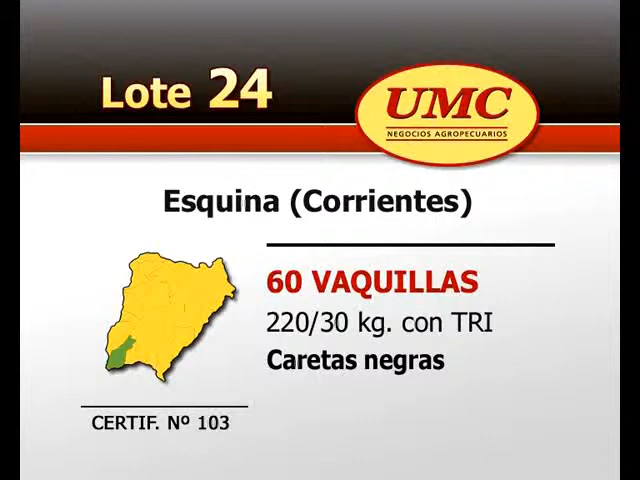 Lote 24
UMC
NEGOCIOS AGROPECUARIOS
Esquina (Corrientes)
60 VAQUILLAS
220/30 kg. con TRI
Caretas negras
CERTIF. Nº 103